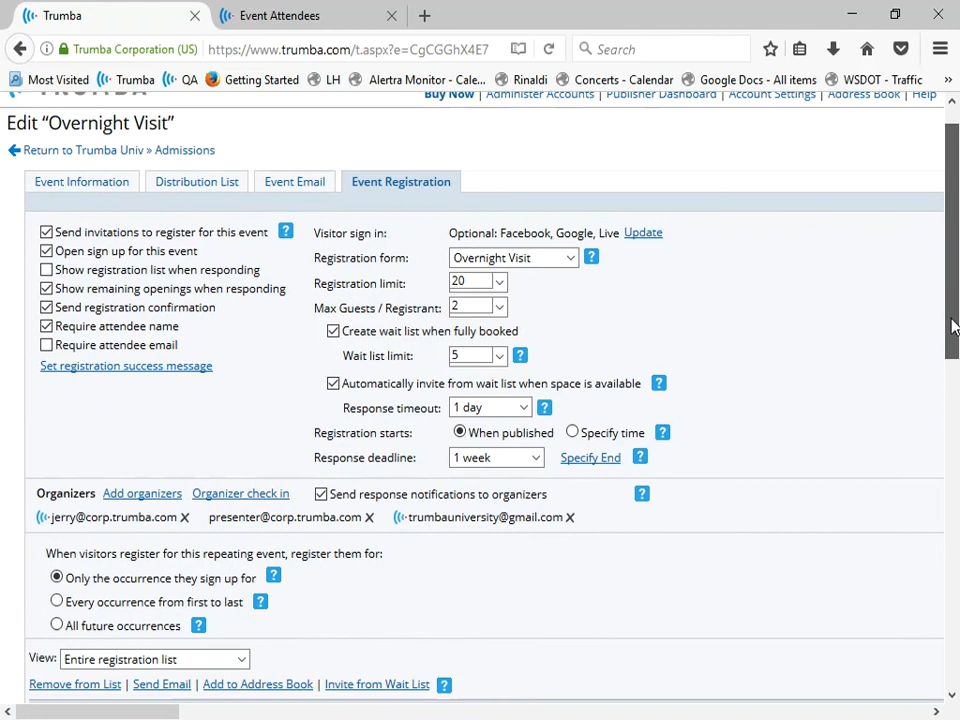 Trumba
Event Attendees
Trumba Corporation (US) https://www.trumba.com/t.aspx?e=CgCGGhX4E7 Search
Most Visited Trumba QA Getting Started LH Alertra Monitor - Cale... Rinaldi Concerts - Calendar Google Docs - All items WSDOT - Traffic »
TRUMBA
Buy Now | Administer Accounts | Publisher Dashboard | Account Settings | Address Book | Help
Edit “Overnight Visit”
Return to Trumba Univ » Admissions
Event Information Distribution List Event Email Event Registration
Send invitations to register for this event ?
Open sign up for this event
Show registration list when responding
Show remaining openings when responding
Send registration confirmation
Require attendee name
Require attendee email
Set registration success message
Visitor sign in: Optional: Facebook, Google, Live Update
Registration form: Overnight Visit ?
Registration limit: 20
Max Guests / Registrant: 2
Create wait list when fully booked
Wait list limit: 5 ?
Automatically invite from wait list when space is available ?
Response timeout: 1 day ?
Registration starts: When published Specify time ?
Response deadline: 1 week Specify End ?
Organizers Add organizers Organizer check in Send response notifications to organizers ?
jerry@corp.trumba.com X presenter@corp.trumba.com X trumbauniversity@gmail.com X
When visitors register for this repeating event, register them for:
Only the occurrence they sign up for ?
Every occurrence from first to last ?
All future occurrences ?
View: Entire registration list
Remove from List | Send Email | Add to Address Book | Invite from Wait List ?